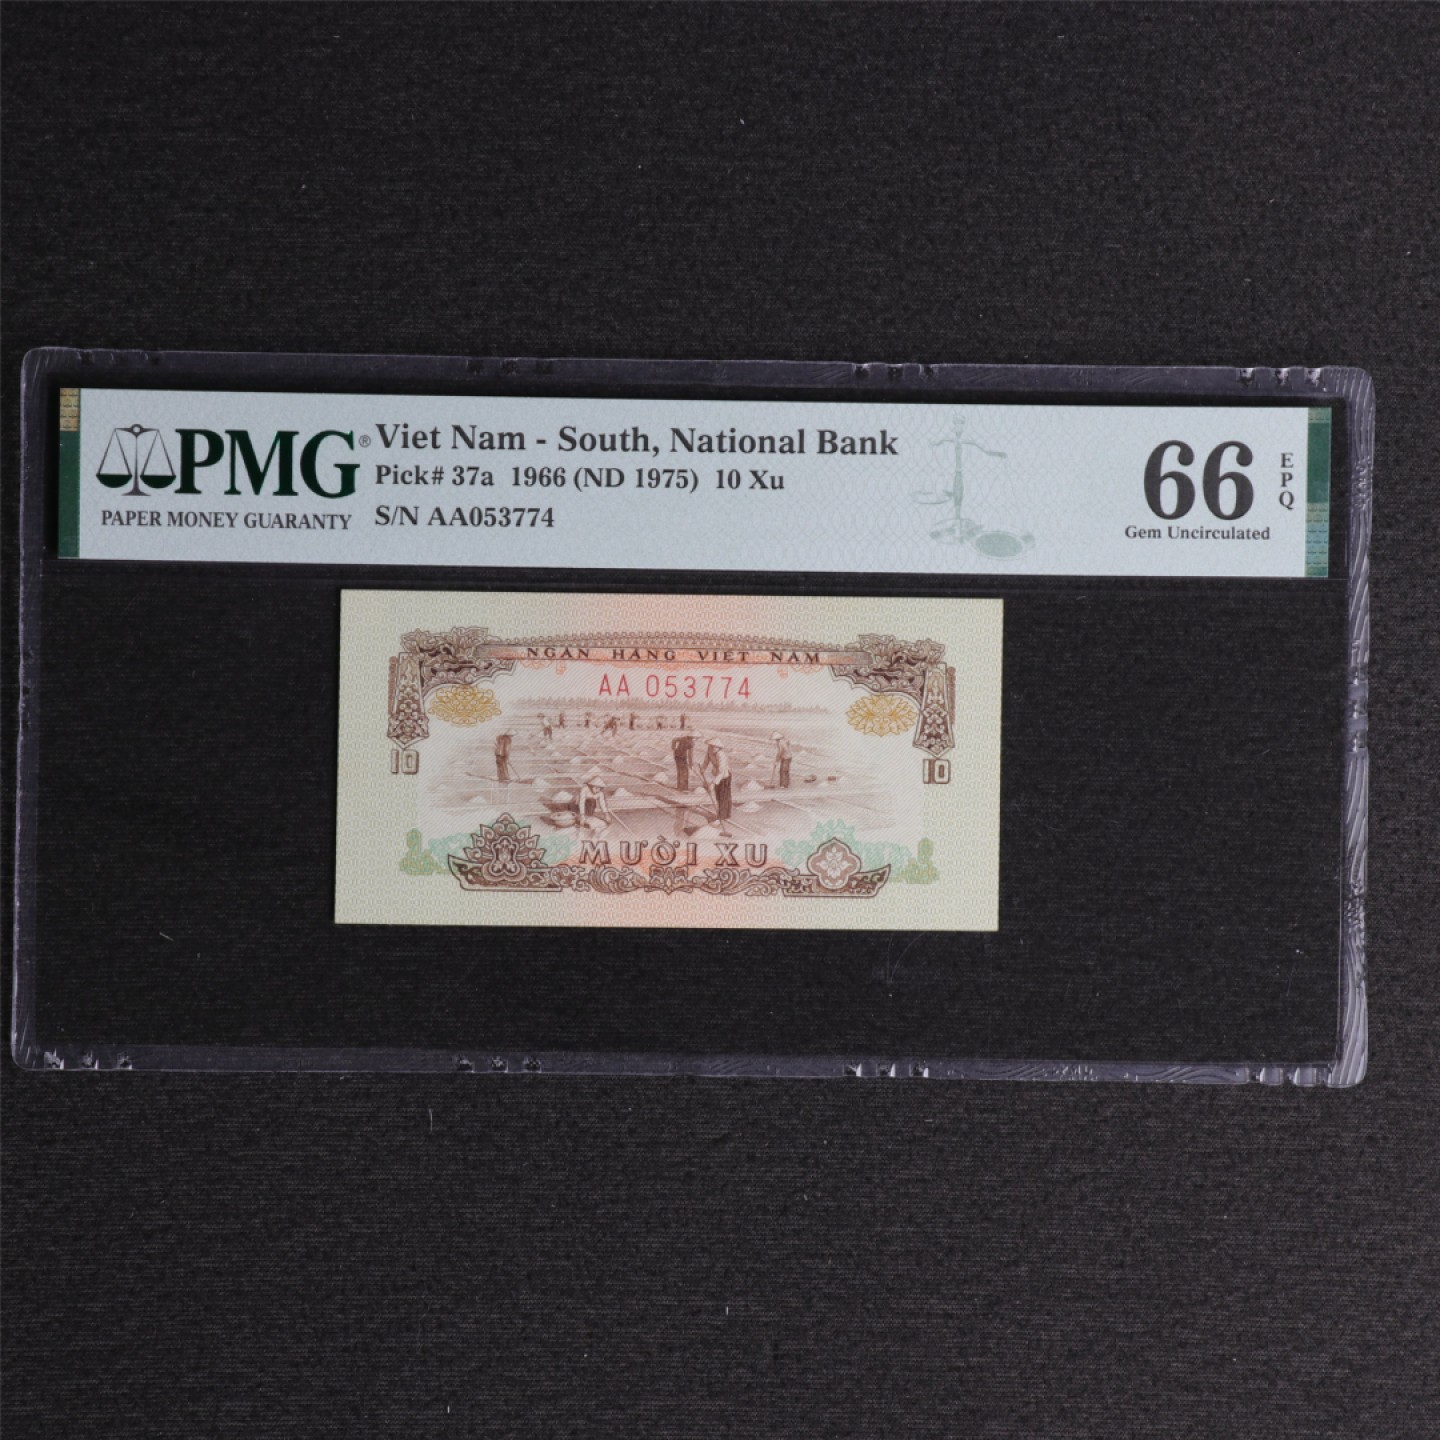 PMG®
PAPER MONEY GUARANTY
Viet Nam - South, National Bank
Pick# 37a 1966 (ND 1975) 10 Xu
S/N AA053774
66
EPQ
Gem Uncirculated
NGÂN HÀNG VIỆT NAM
AA 053774
10
10
MƯỜI XU